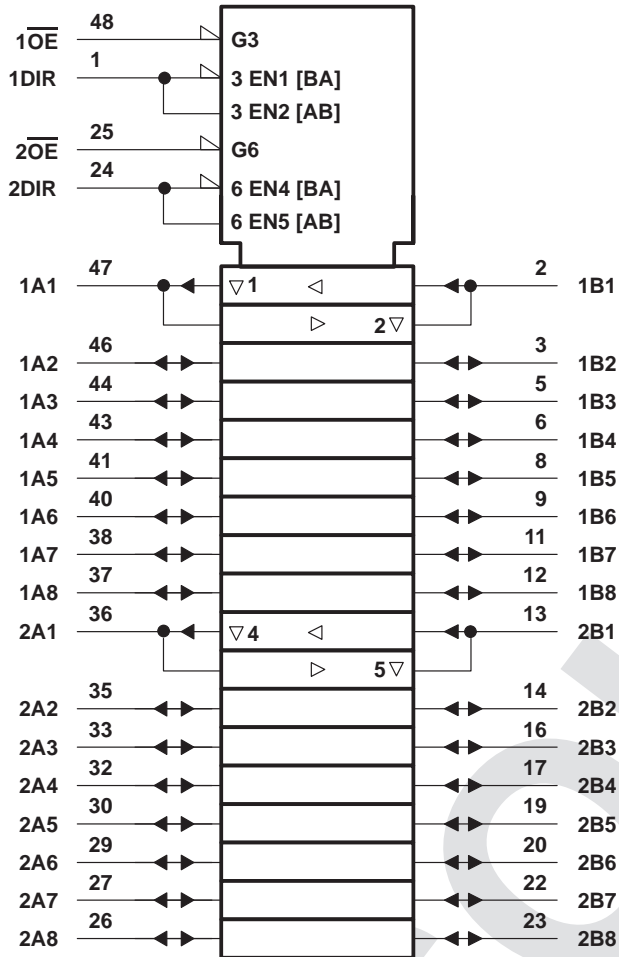 1OE 48 G3
1DIR 1 3 EN1 [BA]
3 EN2 [AB]
2OE 25 G6
2DIR 24 6 EN4 [BA]
6 EN5 [AB]
1A1 47 ▽1 ◁ 2 1B1
▷ 2▽
1A2 46 3 1B2
1A3 44 5 1B3
1A4 43 6 1B4
1A5 41 8 1B5
1A6 40 9 1B6
1A7 38 11 1B7
1A8 37 12 1B8
2A1 36 ▽4 ◁ 13 2B1
▷ 5▽
2A2 35 14 2B2
2A3 33 16 2B3
2A4 32 17 2B4
2A5 30 19 2B5
2A6 29 20 2B6
2A7 27 22 2B7
2A8 26 23 2B8